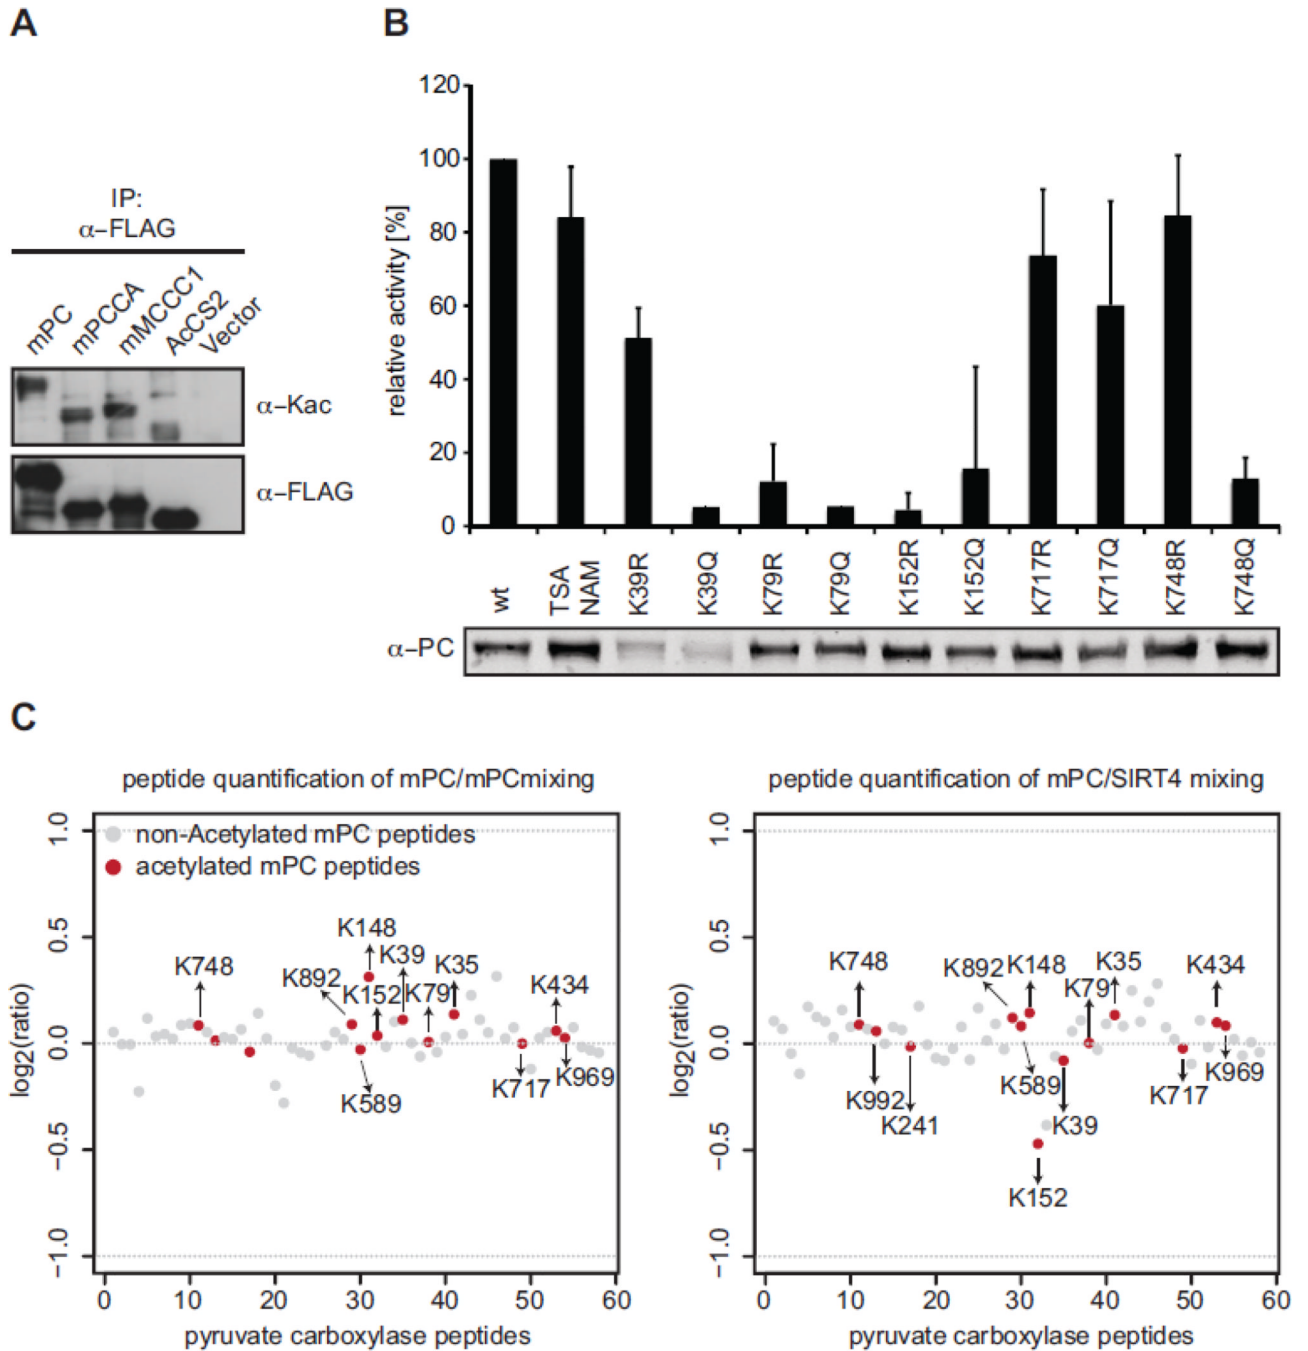 A
IP:
α−FLAG
mPC
mPCCA
mMCCC1
AcCS2
Vector
α−Kac
α−FLAG
B
relative activity [%]
120
100
80
60
40
20
0
wt
TSA
NAM
K39R
K39Q
K79R
K79Q
K152R
K152Q
K717R
K717Q
K748R
K748Q
α−PC
C
peptide quantification of mPC/mPCmixing
non-Acetylated mPC peptides
acetylated mPC peptides
log2(ratio)
1.0
0.5
0.0
−0.5
−1.0
K748
K892
K148
K152
K39
K79
K35
K434
K589
K717
K969
0 10 20 30 40 50 60
pyruvate carboxylase peptides
peptide quantification of mPC/SIRT4 mixing
log2(ratio)
1.0
0.5
0.0
−0.5
−1.0
K748
K892
K148
K35
K79
K434
K992
K241
K589
K39
K152
K717
K969
0 10 20 30 40 50 60
pyruvate carboxylase peptides